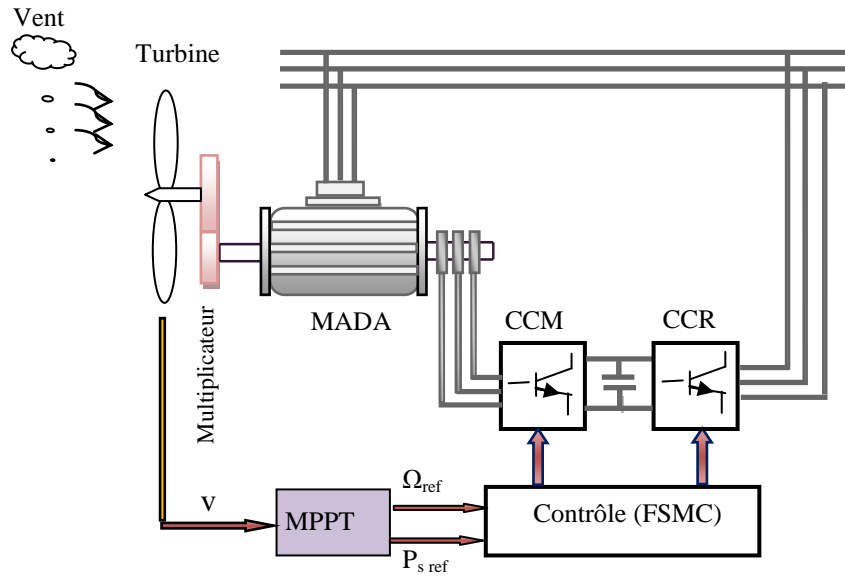 Vent
Turbine
MADA
Multiplicateur
CCM
CCR
v
MPPT
Ωref
Ps ref
Contrôle (FSMC)